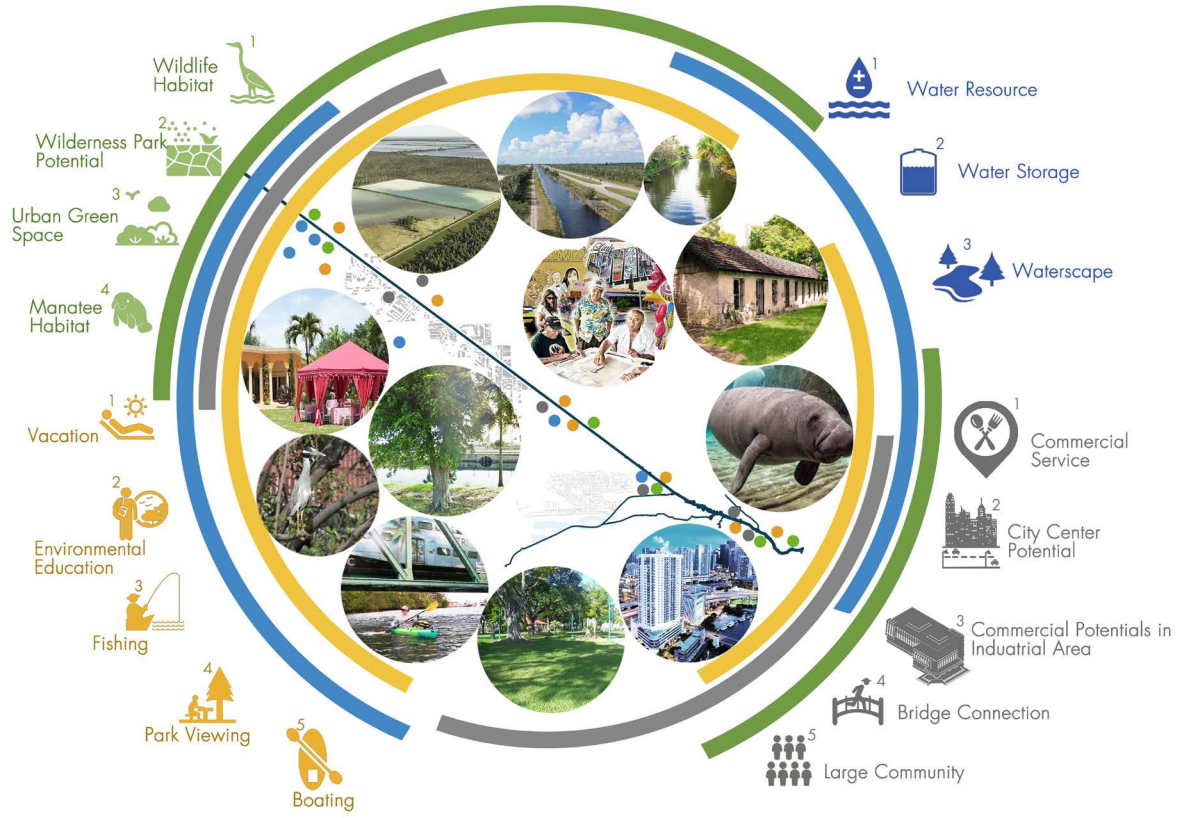 1
Wildlife
Habitat
2
Wilderness Park
Potential
3
Urban Green
Space
4
Manatee
Habitat
1
Vacation
2
Environmental
Education
3
Fishing
4
Park Viewing
5
Boating
1
Water Resource
2
Water Storage
3
Waterscape
1
Commercial
Service
2
City Center
Potential
3
Commercial Potentials in
Induatrial Area
4
Bridge Connection
5
Large Community